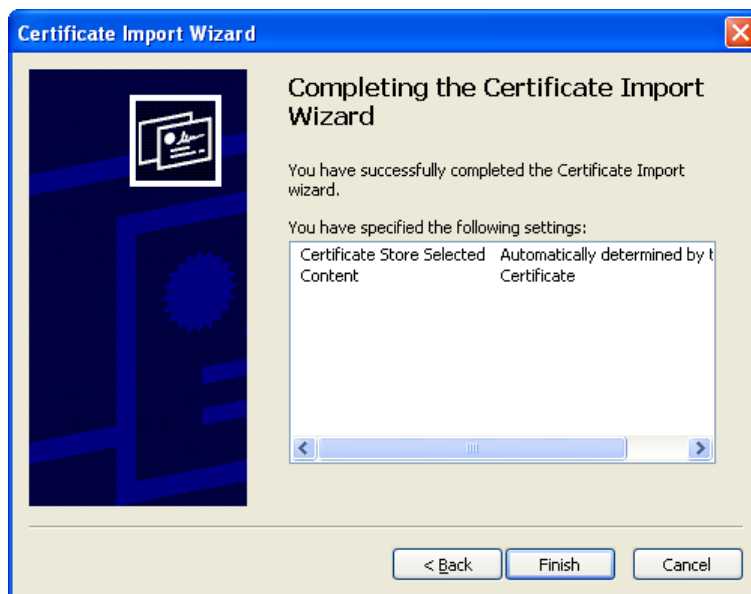 Certificate Import Wizard
Completing the Certificate Import
Wizard
You have successfully completed the Certificate Import
wizard.
You have specified the following settings:
Certificate Store Selected Automatically determined by t
Content Certificate
< Back Finish Cancel